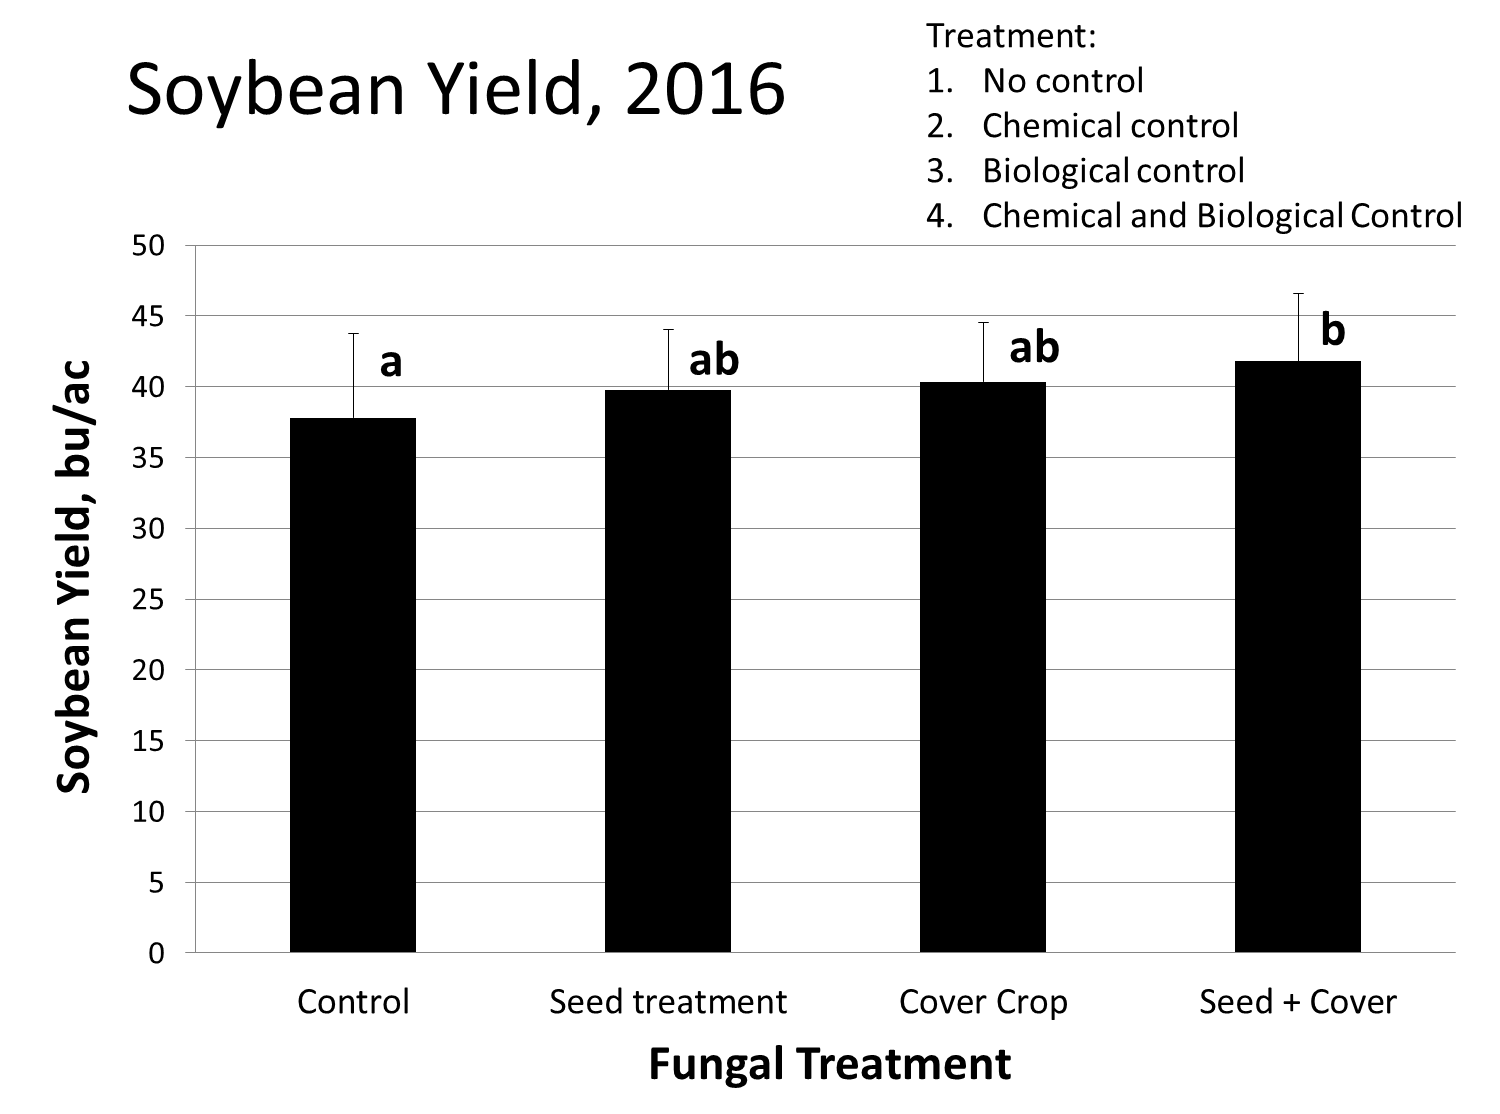 Soybean Yield, 2016
Treatment:
1. No control
2. Chemical control
3. Biological control
4. Chemical and Biological Control
Soybean Yield, bu/ac
50
45
40
35
30
25
20
15
10
5
0
a
ab
ab
b
Control
Seed treatment
Cover Crop
Seed + Cover
Fungal Treatment